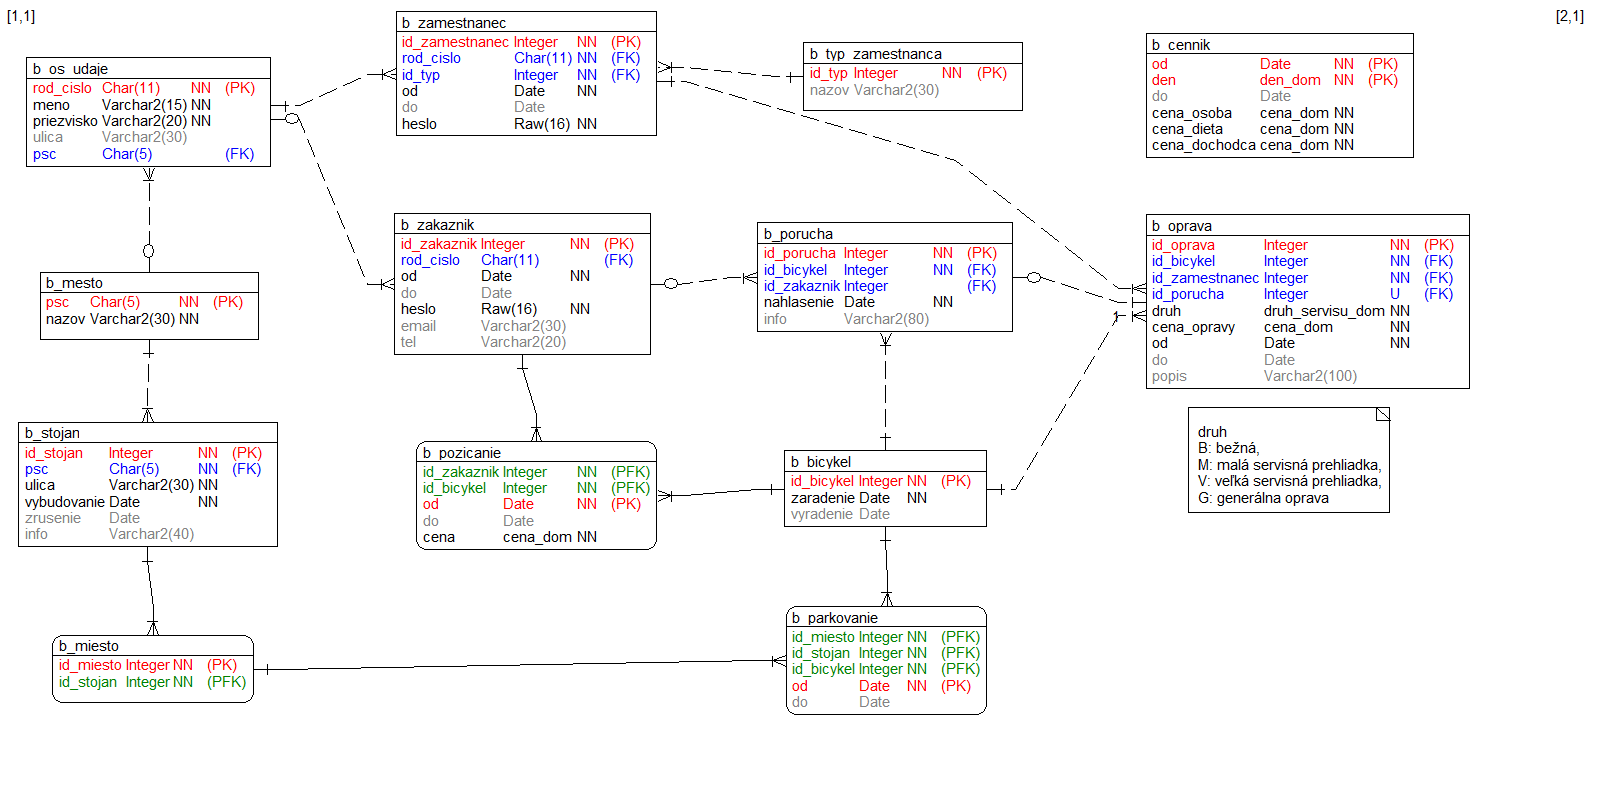 [1,1]
[2,1]
b_zamestnanec
id_zamestnanec Integer NN (PK)
rod_cislo Char(11) NN (FK)
id_typ Integer NN (FK)
od Date NN
do Date
heslo Raw(16) NN
b_typ_zamestnanca
id_typ Integer NN (PK)
nazov Varchar2(30)
b_cennik
od Date NN (PK)
den den_dom NN (PK)
do Date
cena_osoba cena_dom NN
cena_dieta cena_dom NN
cena_dochodca cena_dom NN
b_os_udaje
rod_cislo Char(11) NN (PK)
meno Varchar2(15) NN
priezvisko Varchar2(20) NN
ulica Varchar2(30)
psc Char(5) (FK)
b_zakaznik
id_zakaznik Integer NN (PK)
rod_cislo Char(11) (FK)
od Date NN
do Date
heslo Raw(16) NN
email Varchar2(30)
tel Varchar2(20)
b_porucha
id_porucha Integer NN (PK)
id_bicykel Integer NN (FK)
id_zakaznik Integer (FK)
nahlasenie Date NN
info Varchar2(80)
b_oprava
id_oprava Integer NN (PK)
id_bicykel Integer NN (FK)
id_zamestnanec Integer NN (FK)
id_porucha Integer U (FK)
druh druh_servisu_dom NN
cena_opravy cena_dom NN
od Date NN
do Date
popis Varchar2(100)
1
b_mesto
psc Char(5) NN (PK)
nazov Varchar2(30) NN
b_stojan
id_stojan Integer NN (PK)
psc Char(5) NN (FK)
ulica Varchar2(30) NN
vybudovanie Date NN
zrusenie Date
info Varchar2(40)
b_pozicanie
id_zakaznik Integer NN (PFK)
id_bicykel Integer NN (PFK)
od Date NN (PK)
do Date
cena cena_dom NN
b_bicykel
id_bicykel Integer NN (PK)
zaradenie Date NN
vyradenie Date
druh
B: bežná,
M: malá servisná prehliadka,
V: veľká servisná prehliadka,
G: generálna oprava
b_miesto
id_miesto Integer NN (PK)
id_stojan Integer NN (PFK)
b_parkovanie
id_miesto Integer NN (PFK)
id_stojan Integer NN (PFK)
id_bicykel Integer NN (PFK)
od Date NN (PK)
do Date